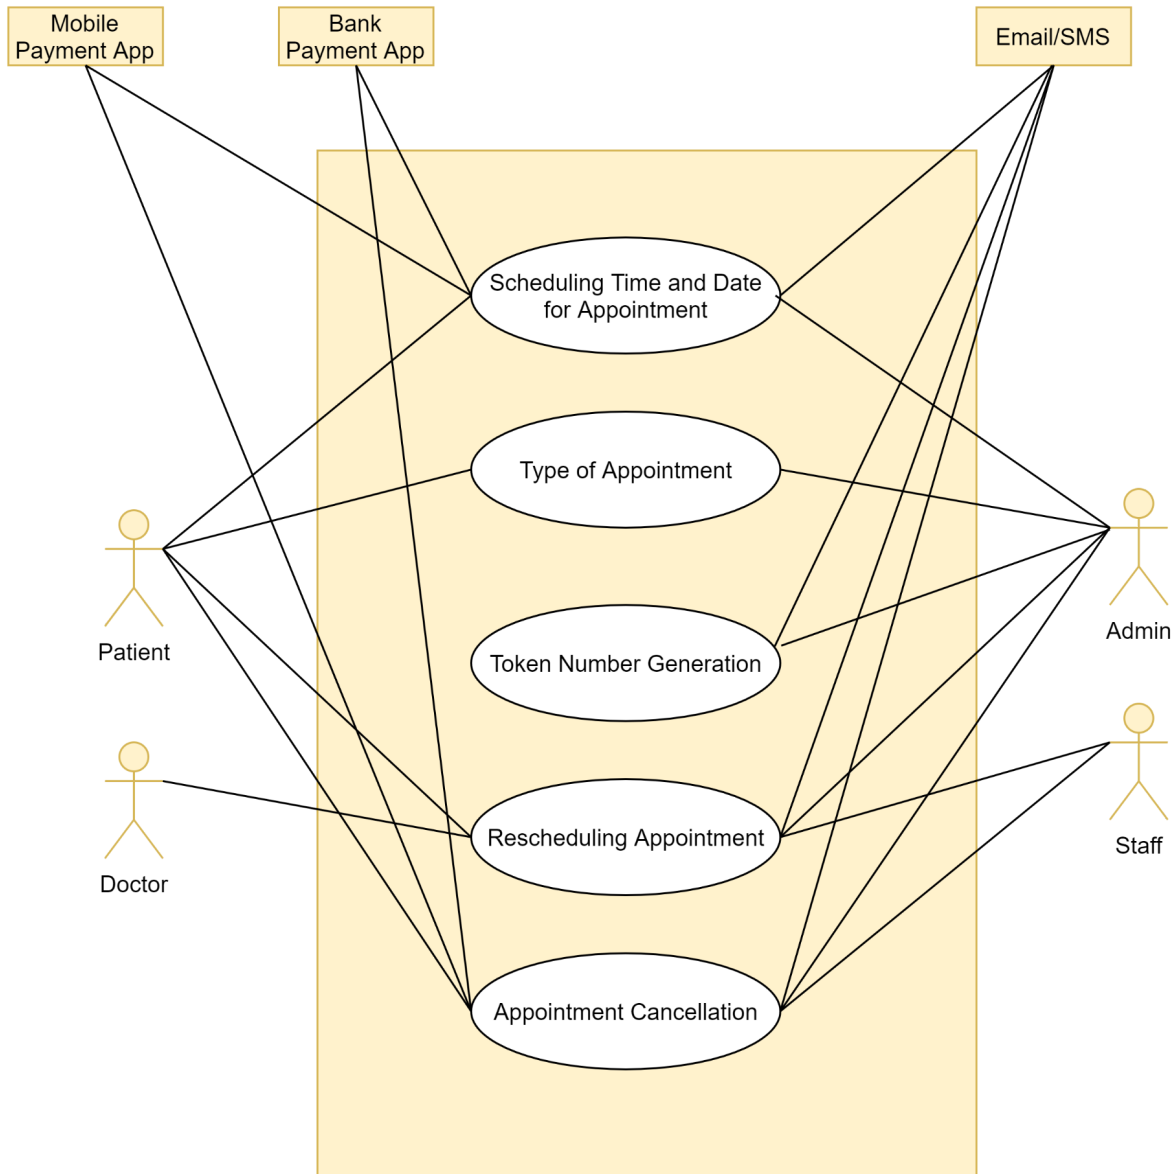 Mobile
Payment App
Bank
Payment App
Email/SMS
Scheduling Time and Date
for Appointment
Type of Appointment
Patient
Admin
Token Number Generation
Doctor
Rescheduling Appointment
Staff
Appointment Cancellation